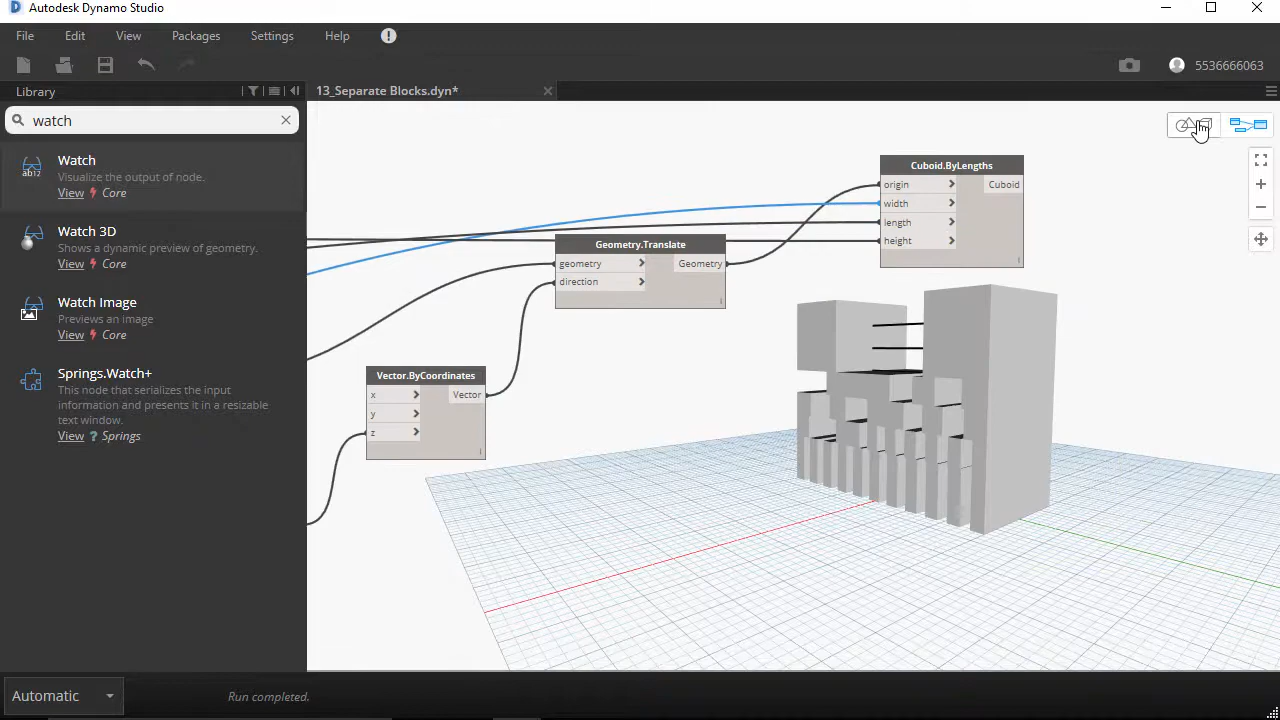 Autodesk Dynamo Studio
File Edit View Packages Settings Help
5536666063
Library
13_Separate Blocks.dyn*
watch
Watch
Visualize the output of node.
View Core
Watch 3D
Shows a dynamic preview of geometry.
View Core
Watch Image
Previews an image
View Core
Springs.Watch+
This node that serializes the input
information and presents it in a resizable
text window.
View ? Springs
Cuboid.ByLengths
origin > Cuboid
width >
length >
height >
Geometry.Translate
geometry > Geometry
direction >
Vector.ByCoordinates
x > Vector
y >
z >
Automatic
Run completed.